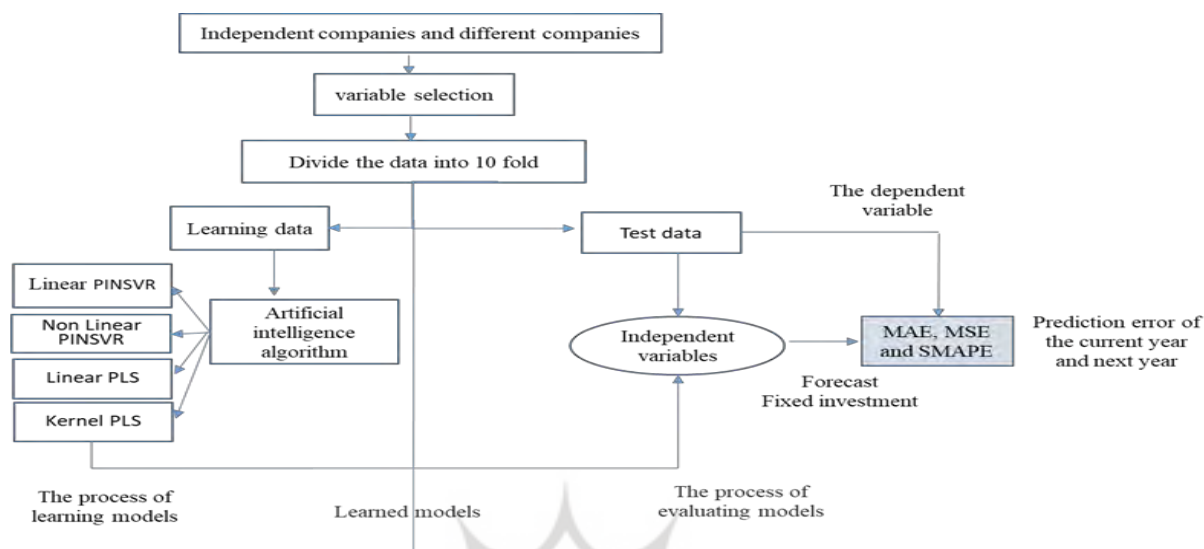 Independent companies and different companies
variable selection
Divide the data into 10 fold
The dependent
variable
Learning data
Test data
Linear PINSVR
Non Linear
PINSVR
Linear PLS
Kernel PLS
Artificial
intelligence
algorithm
Independent
variables
MAE, MSE
and SMAPE
Prediction error of
the current year
and next year
Forecast
Fixed investment
The process of
learning models
Learned models
The process of
evaluating models